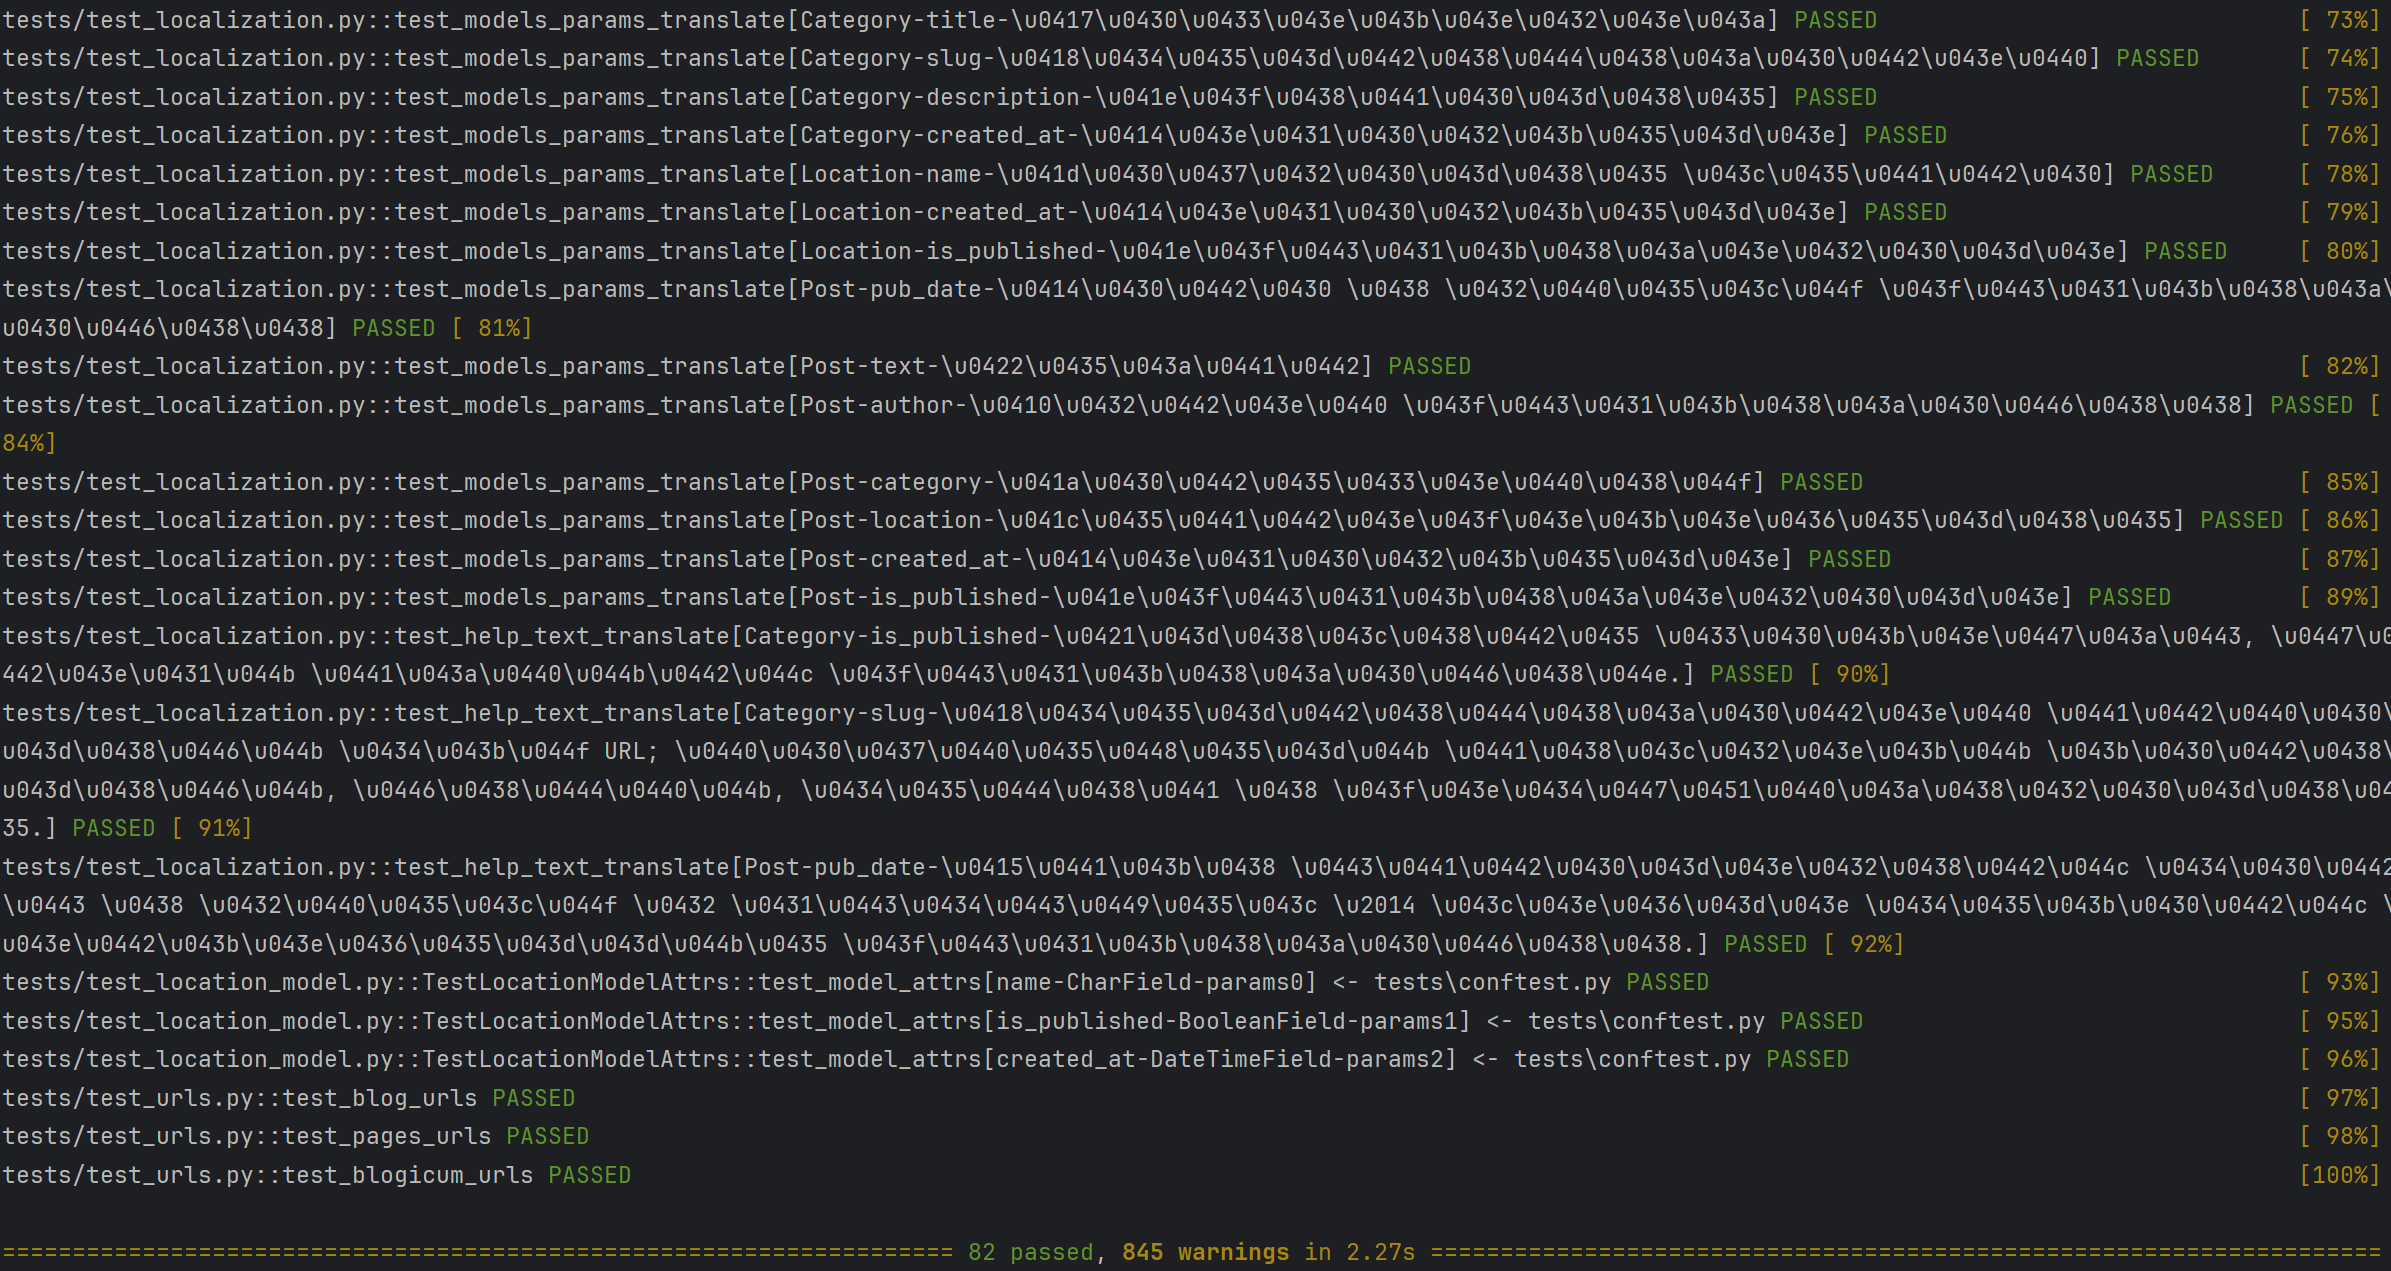 tests/test_localization.py::test_models_params_translate[Category-title-\u0417\u0430\u0433\u043e\u043b\u043e\u0432\u043e\u043a] PASSED [ 73%]
tests/test_localization.py::test_models_params_translate[Category-slug-\u0418\u0434\u0435\u043d\u0442\u0438\u0444\u0438\u043a\u0430\u0442\u043e\u0440] PASSED [ 74%]
tests/test_localization.py::test_models_params_translate[Category-description-\u041e\u043f\u0438\u0441\u0430\u043d\u0438\u0435] PASSED [ 75%]
tests/test_localization.py::test_models_params_translate[Category-created_at-\u0414\u043e\u0431\u0430\u0432\u043b\u0435\u043d\u043e] PASSED [ 76%]
tests/test_localization.py::test_models_params_translate[Location-name-\u041d\u0430\u0437\u0432\u0430\u043d\u0438\u0435 \u043c\u0435\u0441\u0442\u0430] PASSED [ 78%]
tests/test_localization.py::test_models_params_translate[Location-created_at-\u0414\u043e\u0431\u0430\u0432\u043b\u0435\u043d\u043e] PASSED [ 79%]
tests/test_localization.py::test_models_params_translate[Location-is_published-\u041e\u043f\u0443\u0431\u043b\u0438\u043a\u043e\u0432\u0430\u043d\u043e] PASSED [ 80%]
tests/test_localization.py::test_models_params_translate[Post-pub_date-\u0414\u0430\u0442\u0430 \u0438 \u0432\u0440\u0435\u043c\u044f \u043f\u0443\u0431\u043b\u0438\u043a\
u0430\u0446\u0438\u0438] PASSED [ 81%]
tests/test_localization.py::test_models_params_translate[Post-text-\u0422\u0435\u043a\u0441\u0442] PASSED [ 82%]
tests/test_localization.py::test_models_params_translate[Post-author-\u0410\u0432\u0442\u043e\u0440 \u043f\u0443\u0431\u043b\u0438\u043a\u0430\u0446\u0438\u0438] PASSED [
84%]
tests/test_localization.py::test_models_params_translate[Post-category-\u041a\u0430\u0442\u0435\u0433\u043e\u0440\u0438\u044f] PASSED [ 85%]
tests/test_localization.py::test_models_params_translate[Post-location-\u041c\u0435\u0441\u0442\u043e\u043f\u043e\u043b\u043e\u0436\u0435\u043d\u0438\u0435] PASSED [ 86%]
tests/test_localization.py::test_models_params_translate[Post-created_at-\u0414\u043e\u0431\u0430\u0432\u043b\u0435\u043d\u043e] PASSED [ 87%]
tests/test_localization.py::test_models_params_translate[Post-is_published-\u041e\u043f\u0443\u0431\u043b\u0438\u043a\u043e\u0432\u0430\u043d\u043e] PASSED [ 89%]
tests/test_localization.py::test_help_text_translate[Category-is_published-\u0421\u043d\u0438\u043c\u0438\u0442\u0435 \u0433\u0430\u043b\u043e\u0447\u043a\u0443, \u0447\u0
442\u043e\u0431\u044b \u0441\u043a\u0440\u044b\u0442\u044c \u043f\u0443\u0431\u043b\u0438\u043a\u0430\u0446\u0438\u044e.] PASSED [ 90%]
tests/test_localization.py::test_help_text_translate[Category-slug-\u0418\u0434\u0435\u043d\u0442\u0438\u0444\u0438\u043a\u0430\u0442\u043e\u0440 \u0441\u0442\u0440\u0430\
u043d\u0438\u0446\u044b \u0434\u043b\u044f URL; \u0440\u0430\u0437\u0440\u0435\u0448\u0435\u043d\u044b \u0441\u0438\u043c\u0432\u043e\u043b\u044b \u043b\u0430\u0442\u0438\
u043d\u0438\u0446\u044b, \u0446\u0438\u0444\u0440\u044b, \u0434\u0435\u0444\u0438\u0441 \u0438 \u043f\u043e\u0434\u0447\u0451\u0440\u043a\u0438\u0432\u0430\u043d\u0438\u04
35.] PASSED [ 91%]
tests/test_localization.py::test_help_text_translate[Post-pub_date-\u0415\u0441\u043b\u0438 \u0443\u0441\u0442\u0430\u043d\u043e\u0432\u0438\u0442\u044c \u0434\u0430\u0442
\u0443 \u0438 \u0432\u0440\u0435\u043c\u044f \u0432 \u0431\u0443\u0434\u0443\u0449\u0435\u043c \u2014 \u043c\u043e\u0436\u043d\u043e \u0434\u0435\u043b\u0430\u0442\u044c \
u043e\u0442\u043b\u043e\u0436\u0435\u043d\u043d\u044b\u0435 \u043f\u0443\u0431\u043b\u0438\u043a\u0430\u0446\u0438\u0438.] PASSED [ 92%]
tests/test_location_model.py::TestLocationModelAttrs::test_model_attrs[name-CharField-params0] <- tests\conftest.py PASSED [ 93%]
tests/test_location_model.py::TestLocationModelAttrs::test_model_attrs[is_published-BooleanField-params1] <- tests\conftest.py PASSED [ 95%]
tests/test_location_model.py::TestLocationModelAttrs::test_model_attrs[created_at-DateTimeField-params2] <- tests\conftest.py PASSED [ 96%]
tests/test_urls.py::test_blog_urls PASSED [ 97%]
tests/test_urls.py::test_pages_urls PASSED [ 98%]
tests/test_urls.py::test_blogicum_urls PASSED [100%]
==================================================================== 82 passed, 845 warnings in 2.27s ====================================================================